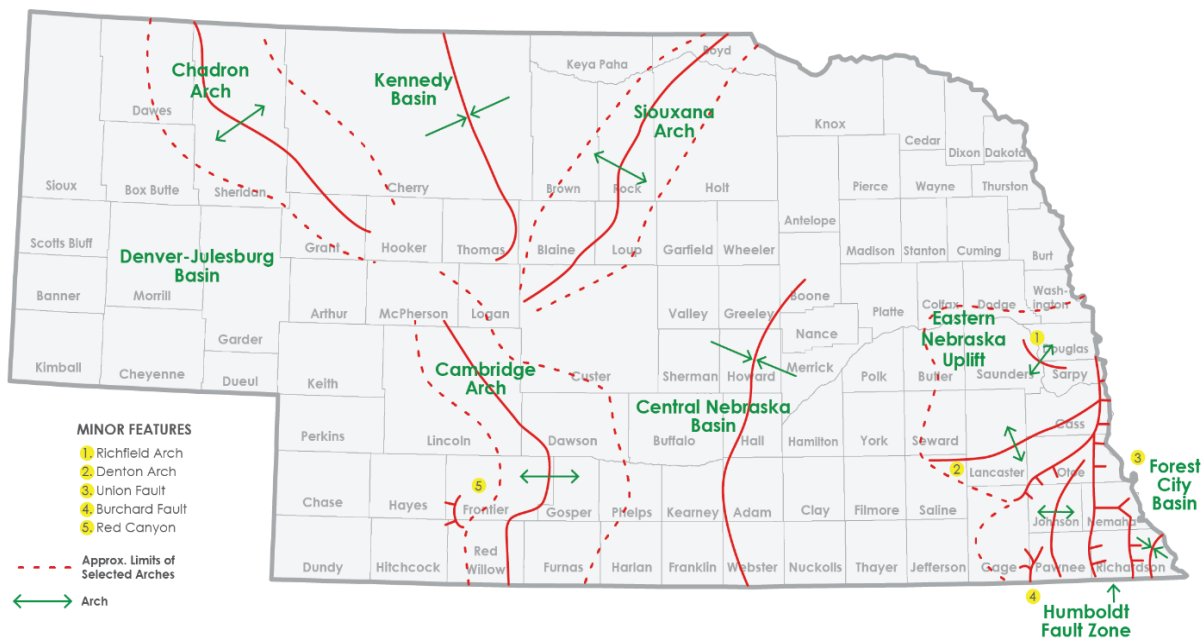 Chadron
Arch
Kennedy
Basin
Siouxana
Arch
Boyd
Keya Paha
Dawes
Knox
Cedar
Dixon
Dakota
Sioux
Box Butte
Sheridan
Cherry
Brown
Rock
Holt
Pierce
Wayne
Thurston
Antelope
Scotts Bluff
Denver-Julesburg
Basin
Grant
Hooker
Thomas
Blaine
Loup
Garfield
Wheeler
Madison
Stanton
Cuming
Burt
Banner
Morrill
Garder
Arthur
McPherson
Logan
Valley
Greeley
Boone
Nance
Platte
Colfax
Dodge
Wash-
ington
Eastern
Nebraska
Uplift
1
Douglas
Kimball
Cheyenne
Dueul
Keith
Cambridge
Arch
Custer
Sherman
Howard
Merrick
Polk
Butler
Saunders
Sarpy
Central Nebraska
Basin
Perkins
Lincoln
Dawson
Buffalo
Hall
Hamilton
York
Seward
Cass
2
Lancaster
Otoe
3
Forest
City
Basin
Chase
Hayes
5
Frontier
Gosper
Phelps
Kearney
Adam
Clay
Filmore
Saline
Johnson
Nemaha
Dundy
Hitchcock
Red
Willow
Furnas
Harlan
Franklin
Webster
Nuckolls
Thayer
Jefferson
Gage
Pawnee
Richardson
4
Humboldt
Fault Zone
MINOR FEATURES
1. Richfield Arch
2. Denton Arch
3. Union Fault
4. Burchard Fault
5. Red Canyon
Approx. Limits of
Selected Arches
Arch